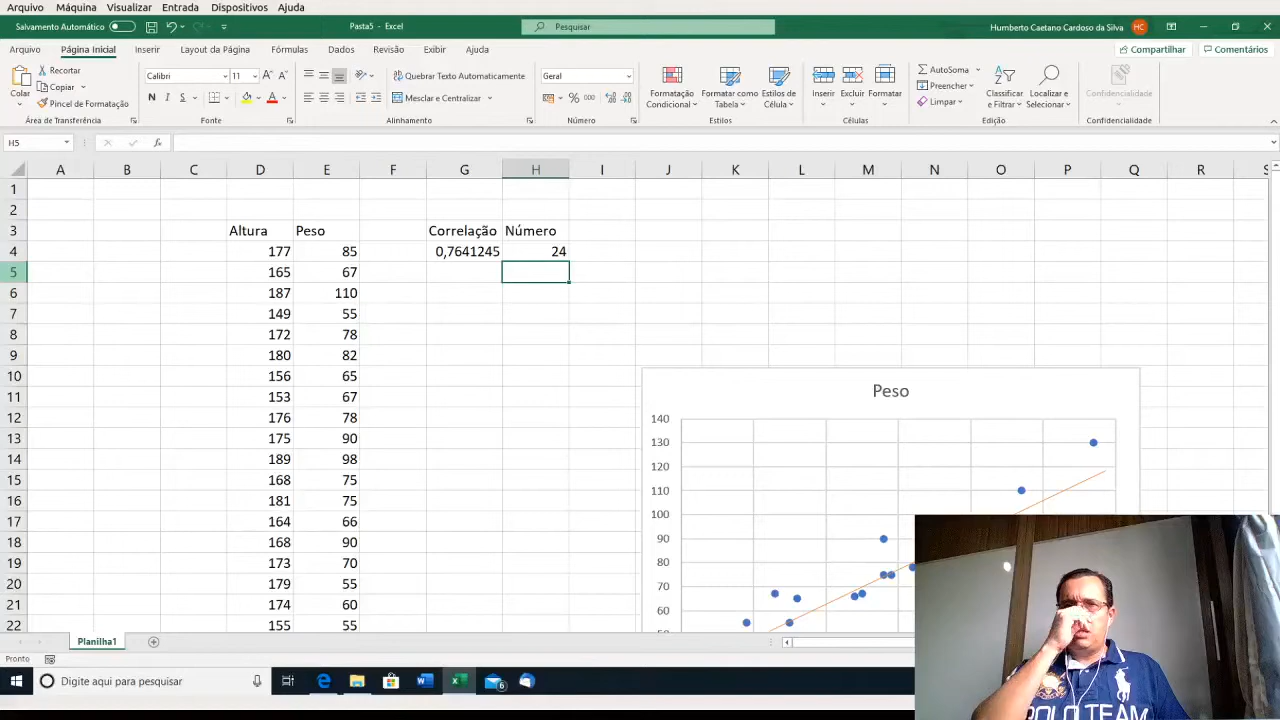 Arquivo Máquina Visualizar Entrada Dispositivos Ajuda
Salvamento Automático Pasta5 - Excel Pesquisar Humberto Caetano Cardoso da Silva HC
Arquivo Página Inicial Inserir Layout da Página Fórmulas Dados Revisão Exibir Ajuda Compartilhar Comentários
Colar Recortar Copiar Pincel de Formatação
Calibri 11
N I S
Quebrar Texto Automaticamente
Mesclar e Centralizar
Geral
% 000
Formatação Condicional
Formatar como Tabela
Estilos de Célula
Inserir Excluir Formatar
AutoSoma
Preencher
Limpar
Classificar e Filtrar
Localizar e Selecionar
Confidencialidade
Área de Transferência Fonte Alinhamento Número Estilos Células Edição Confidencialidade
H5 fx
A B C D E F G H I J K L M N O P Q R S
1
2
3 Altura Peso Correlação Número
4 177 85 0,7641245 24
5 165 67
6 187 110
7 149 55
8 172 78
9 180 82
10 156 65
11 153 67
12 176 78
13 175 90
14 189 98
15 168 75
16 181 75
17 164 66
18 168 90
19 173 70
20 179 55
21 174 60
22 155 55
Peso
140
130
120
110
100
90
80
70
60
50
Planilha1
Pronto
Digite aqui para pesquisar
6
POLO TEAM